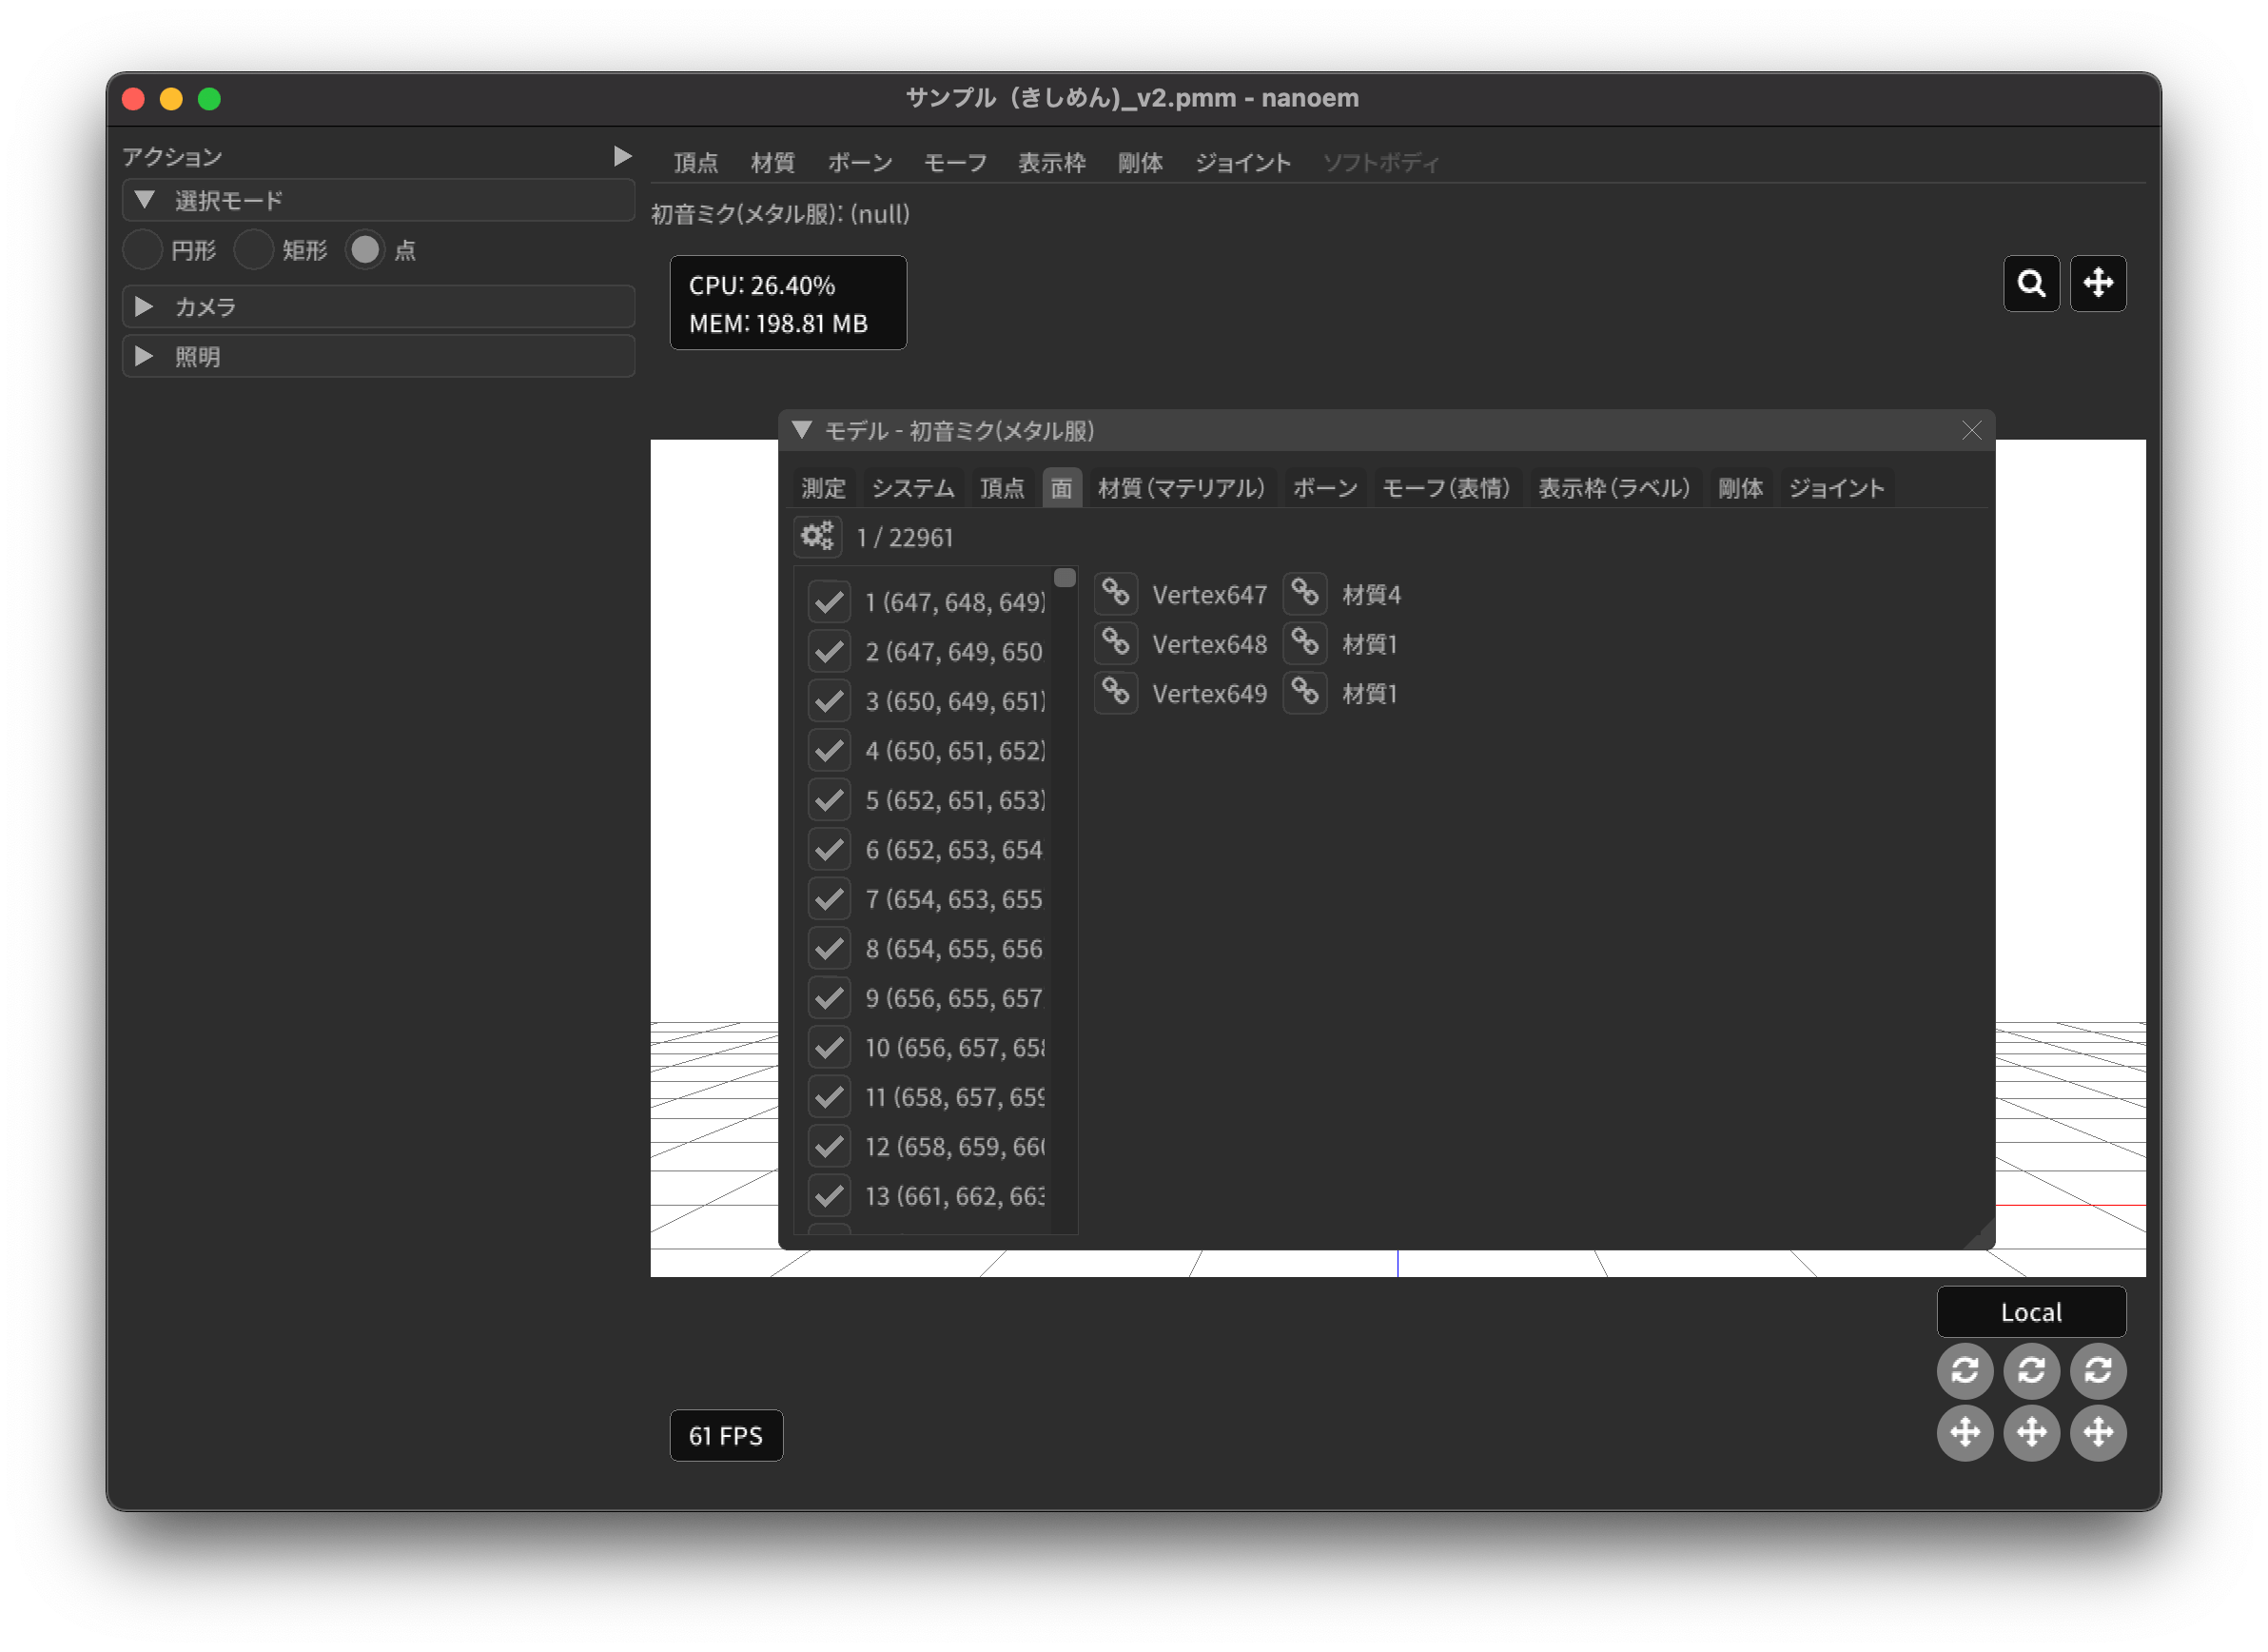 サンプル（きしめん)_v2.pmm - nanoem
アクション
選択モード
円形 矩形 点
カメラ
照明
頂点 材質 ボーン モーフ 表示枠 剛体 ジョイント ソフトボディ
初音ミク(メタル服): (null)
CPU: 26.40%
MEM: 198.81 MB
モデル - 初音ミク(メタル服)
測定 システム 頂点 面 材質(マテリアル) ボーン モーフ(表情) 表示枠(ラベル) 剛体 ジョイント
1 / 22961
1 (647, 648, 649)
2 (647, 649, 650
3 (650, 649, 651)
4 (650, 651, 652)
5 (652, 651, 653)
6 (652, 653, 654
7 (654, 653, 655
8 (654, 655, 656
9 (656, 655, 657
10 (656, 657, 658
11 (658, 657, 659
12 (658, 659, 660
13 (661, 662, 663
Vertex647 材質4
Vertex648 材質1
Vertex649 材質1
Local
61 FPS